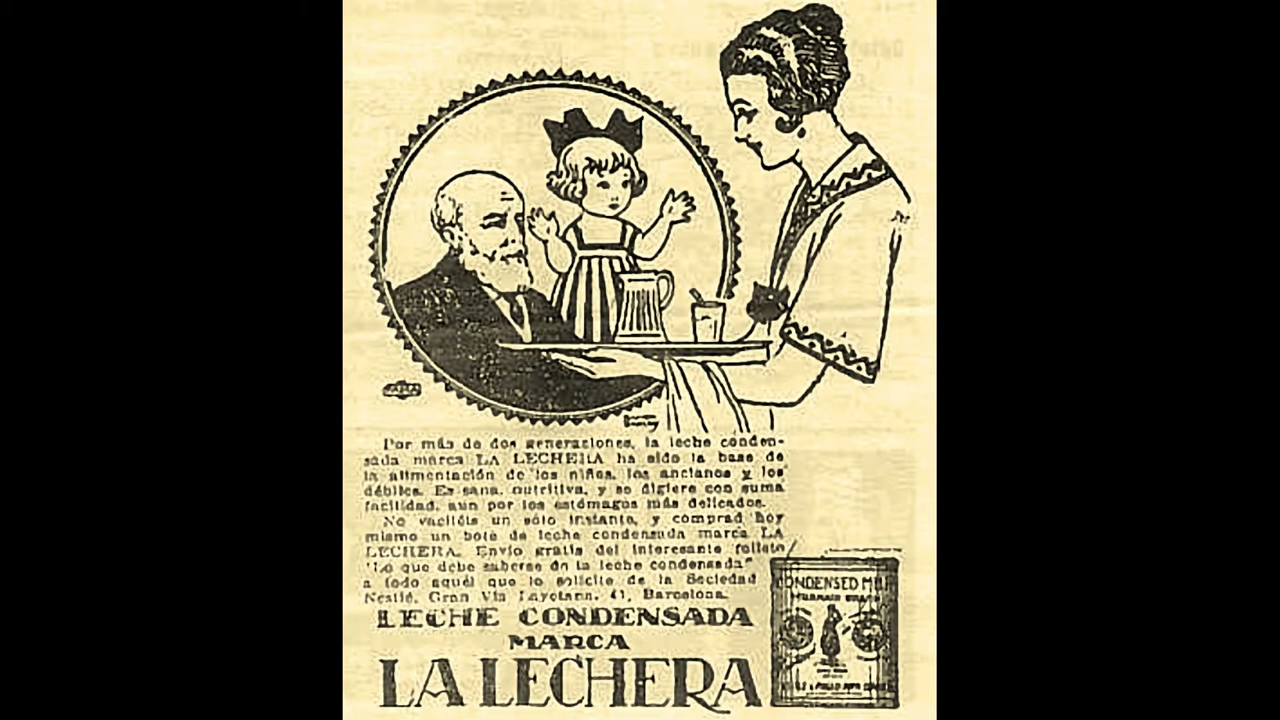 Por más de dos generaciones, la leche conden-
sada marca LA LECHERA ha sido la base de
la alimentación de los niños, los ancianos y los
débiles. Es sana, nutritiva, y se digiere con suma
facilidad, aun por los estómagos más delicados.
No vaciléis un sólo instante, y comprad hoy
mismo un bote de leche condensada marca LA
LECHERA. Envío gratis del interesante folleto
"Lo que debe saberse de la leche condensada"
a todo aquél que lo solicite de la Sociedad
Nestlé, Gran Vía Layetana, 41, Barcelona.
LECHE CONDENSADA
MARCA
LA LECHERA
CONDENSED MILK
MILKMAID BRAND